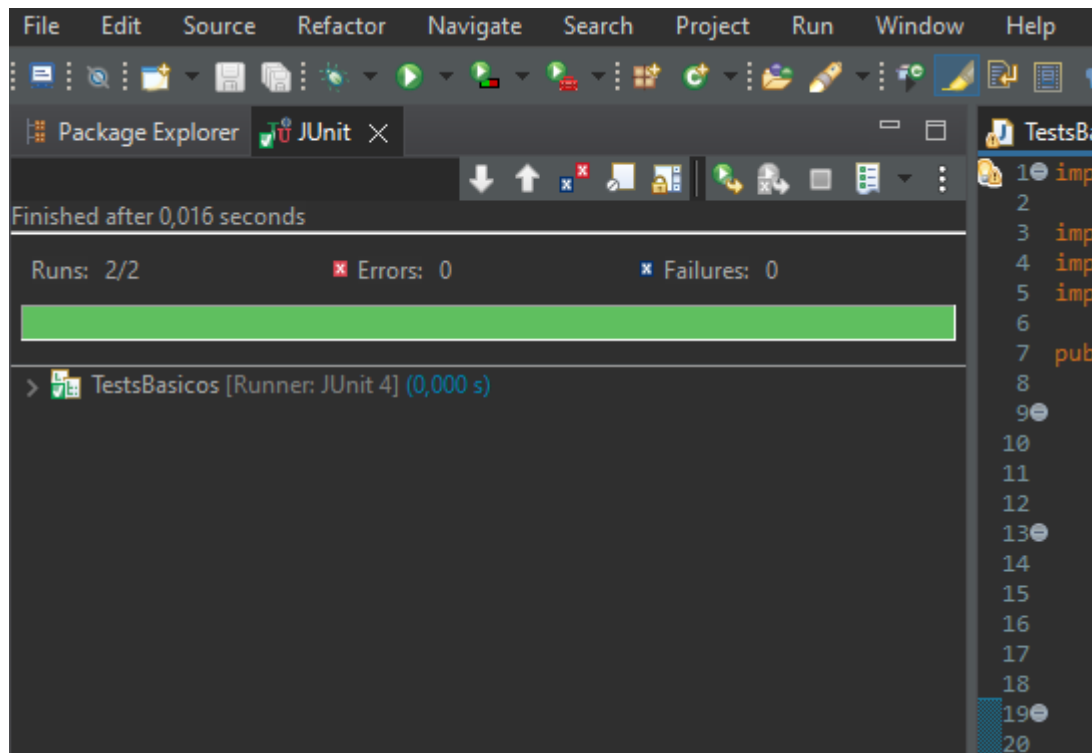 File Edit Source Refactor Navigate Search Project Run Window Help
Package Explorer JUnit
Finished after 0,016 seconds
Runs: 2/2 Errors: 0 Failures: 0
TestsBasicos [Runner: JUnit 4] (0,000 s)
TestsBa
1 imp
2
3 imp
4 imp
5 imp
6
7 pub
8
9
10
11
12
13
14
15
16
17
18
19
20